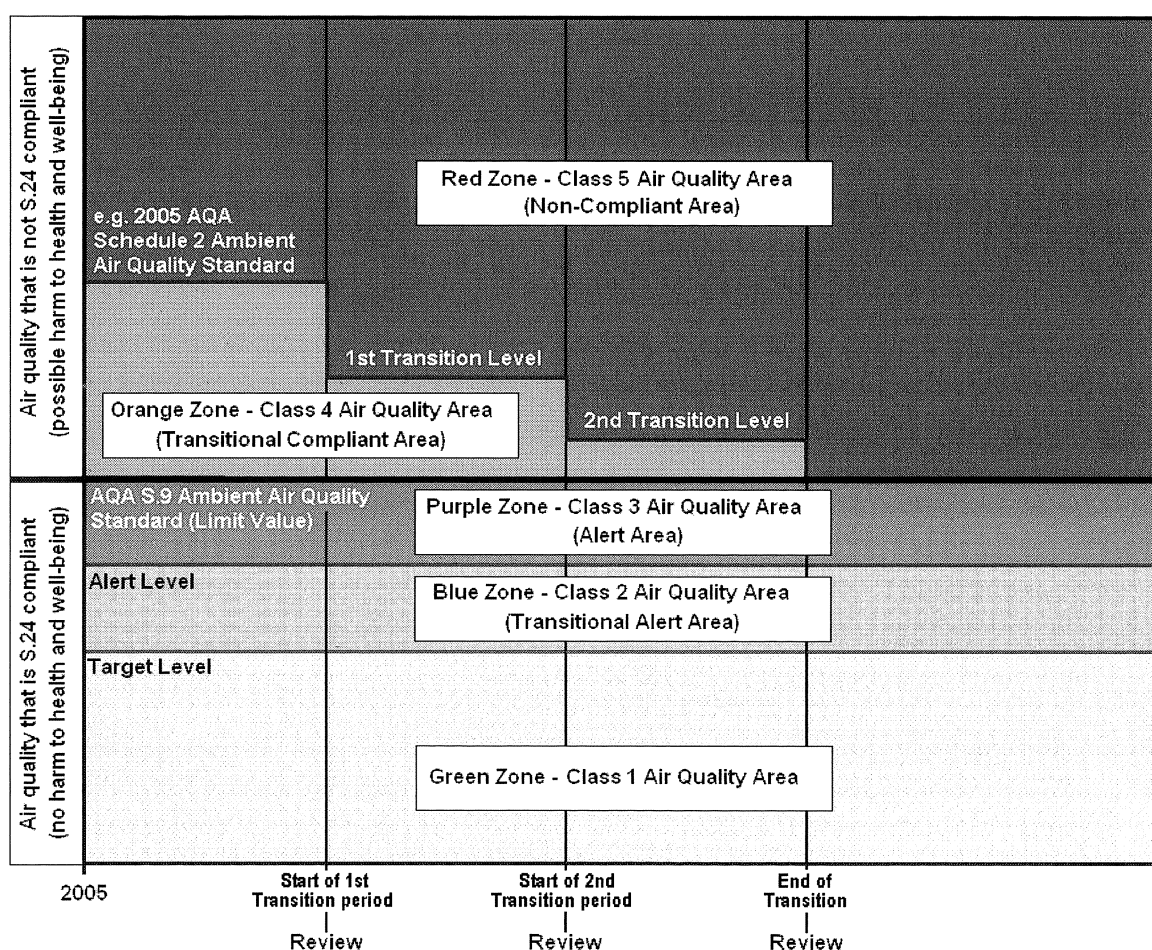 Air quality that is not S.24 compliant
(possible harm to health and well-being)
e.g. 2005 AQA
Schedule 2 Ambient
Air Quality Standard
Red Zone - Class 5 Air Quality Area
(Non-Compliant Area)
1st Transition Level
Orange Zone - Class 4 Air Quality Area
(Transitional Compliant Area)
2nd Transition Level
Air quality that is S.24 compliant
(no harm to health and well-being)
AQA S.9 Ambient Air Quality
Standard (Limit Value)
Purple Zone - Class 3 Air Quality Area
(Alert Area)
Alert Level
Blue Zone - Class 2 Air Quality Area
(Transitional Alert Area)
Target Level
Green Zone - Class 1 Air Quality Area
2005
Start of 1st
Transition period
Review
Start of 2nd
Transition period
Review
End of
Transition
Review